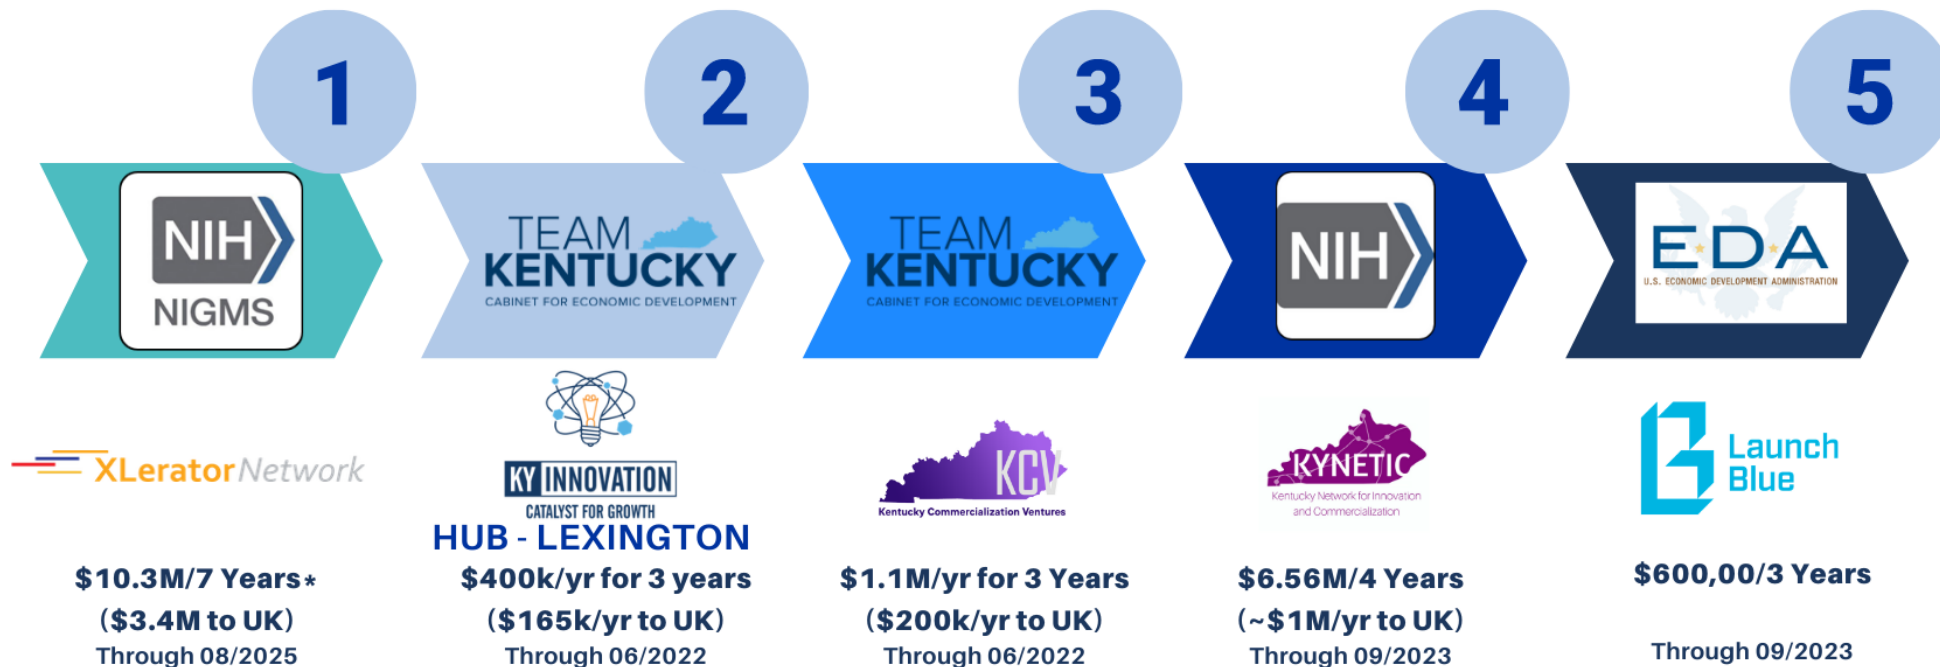 1
2
3
4
5
NIH
NIGMS
TEAM
KENTUCKY
CABINET FOR ECONOMIC DEVELOPMENT
TEAM
KENTUCKY
CABINET FOR ECONOMIC DEVELOPMENT
NIH
E·D·A
U.S. ECONOMIC DEVELOPMENT ADMINISTRATION
XLerator Network
KY INNOVATION
CATALYST FOR GROWTH
HUB - LEXINGTON
KCV
Kentucky Commercialization Ventures
KYNETIC
Kentucky Network for Innovation
and Commercialization
Launch
Blue
$10.3M/7 Years*
($3.4M to UK)
Through 08/2025
$400k/yr for 3 years
($165k/yr to UK)
Through 06/2022
$1.1M/yr for 3 Years
($200k/yr to UK)
Through 06/2022
$6.56M/4 Years
(~$1M/yr to UK)
Through 09/2023
$600,00/3 Years
Through 09/2023